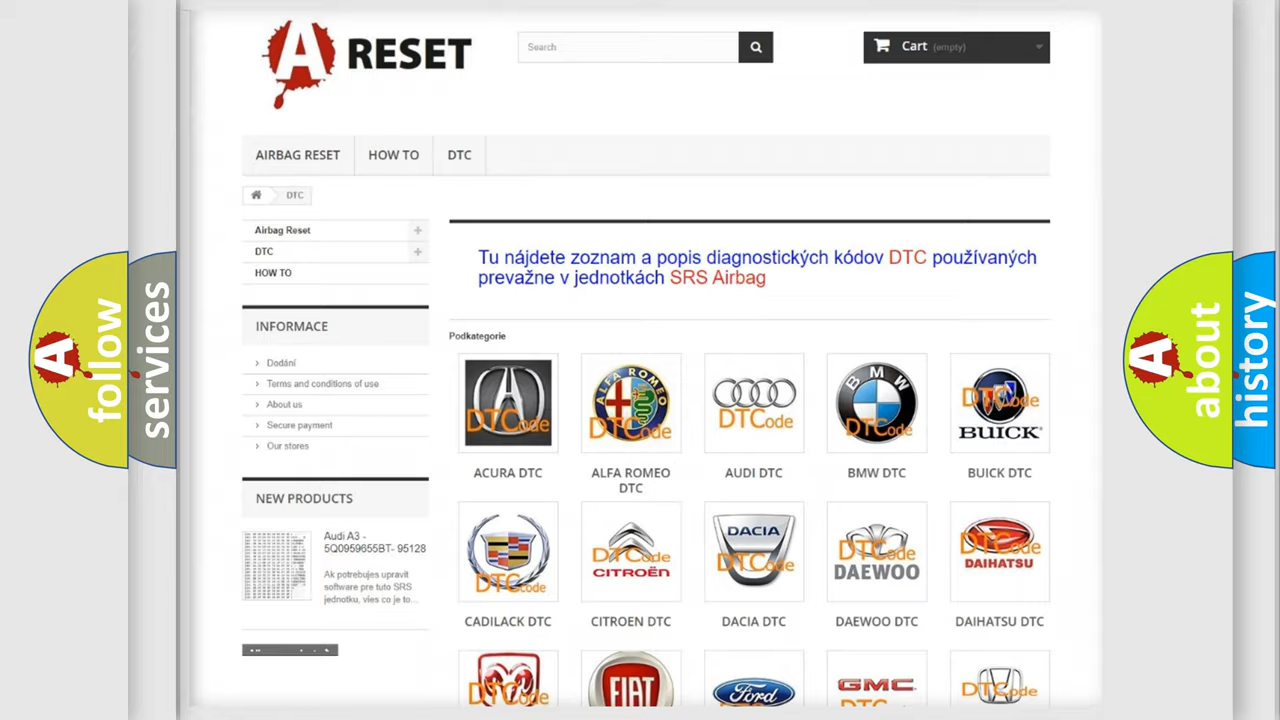 A RESET
Search
Cart (empty)
AIRBAG RESET
HOW TO
DTC
DTC
Airbag Reset
DTC
HOW TO
Tu nájdete zoznam a popis diagnostických kódov DTC používaných
prevažne v jednotkách SRS Airbag
INFORMACE
Dodání
Terms and conditions of use
About us
Secure payment
Our stores
NEW PRODUCTS
Audi A3 -
5Q0959655BT- 95128
Ak potrebujes upravit
software pre tuto SRS
jednotku, vies co je to...
Podkategorie
DTCode
ALFA ROMEO
DTCode
DTCode
BMW
DTCode
DTCode
BUICK
ACURA DTC
ALFA ROMEO
DTC
AUDI DTC
BMW DTC
BUICK DTC
DTCode
DTCode
CITROËN
DACIA
DTCode
DTCode
DAEWOO
DTCode
DAIHATSU
CADILACK DTC
CITROEN DTC
DACIA DTC
DAEWOO DTC
DAIHATSU DTC
DTCode
FIAT
Ford
GMC
DTCode
A
follow
services
A
about
history